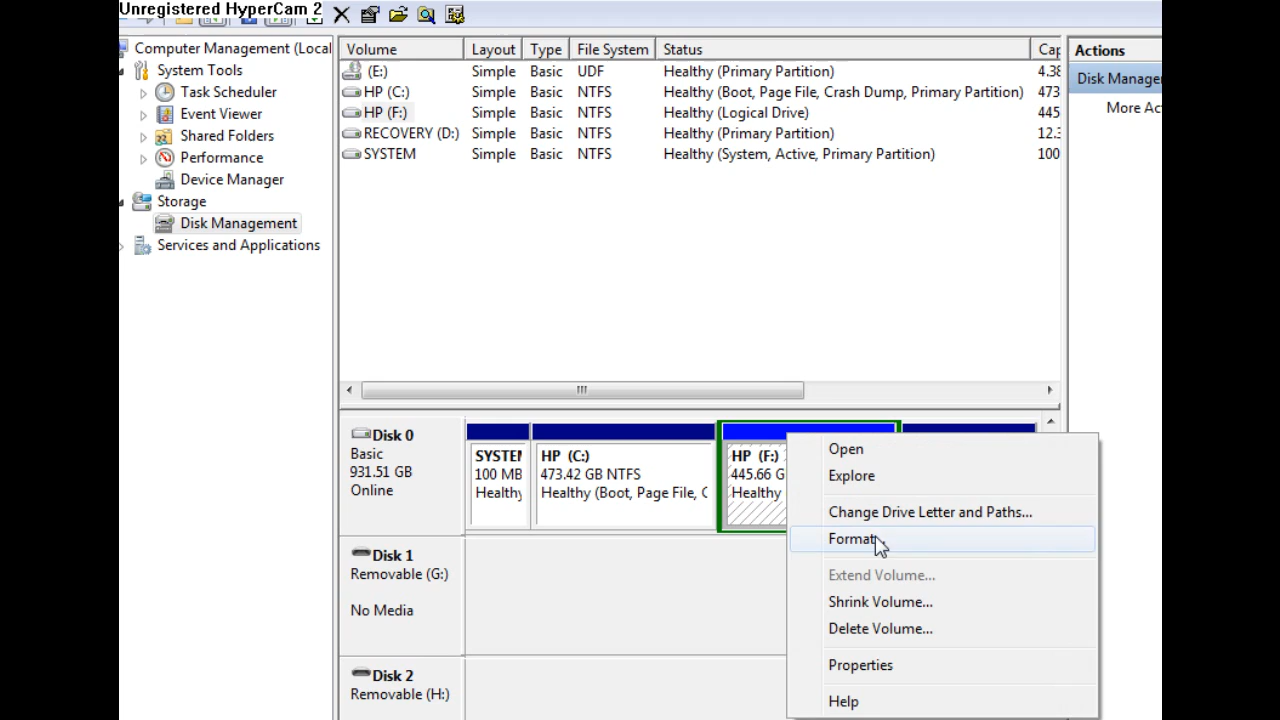 Unregistered HyperCam 2
Computer Management (Local
System Tools
Task Scheduler
Event Viewer
Shared Folders
Performance
Device Manager
Storage
Disk Management
Services and Applications
Volume Layout Type File System Status Cap
(E:) Simple Basic UDF Healthy (Primary Partition) 4.38
HP (C:) Simple Basic NTFS Healthy (Boot, Page File, Crash Dump, Primary Partition) 473
HP (F:) Simple Basic NTFS Healthy (Logical Drive) 445
RECOVERY (D:) Simple Basic NTFS Healthy (Primary Partition) 12.3
SYSTEM Simple Basic NTFS Healthy (System, Active, Primary Partition) 100
Actions
Disk Manage
More Ac
Disk 0
Basic
931.51 GB
Online
SYSTE
100 MB
Healthy
HP (C:)
473.42 GB NTFS
Healthy (Boot, Page File, C
HP (F:)
445.66 G
Healthy
Open
Explore
Change Drive Letter and Paths...
Format...
Extend Volume...
Shrink Volume...
Delete Volume...
Properties
Help
Disk 1
Removable (G:)
No Media
Disk 2
Removable (H:)